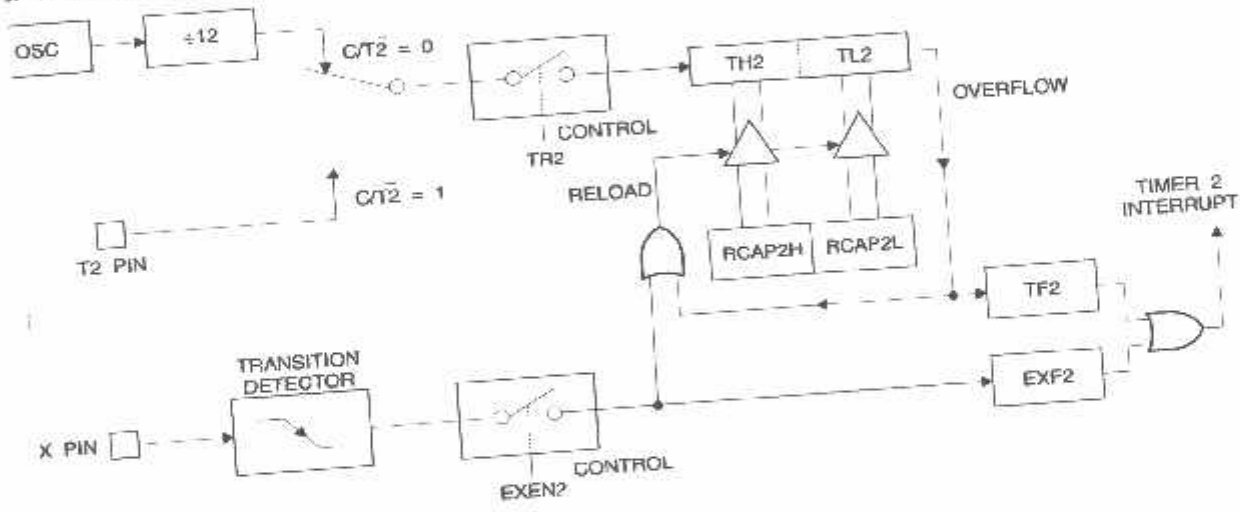 OSC
÷12
C/T2 = 0
TH2
TL2
OVERFLOW
CONTROL
TR2
C/T2 = 1
RELOAD
TIMER 2
INTERRUPT
T2 PIN
RCAP2H
RCAP2L
TF2
TRANSITION
DETECTOR
EXF2
X PIN
CONTROL
EXEN2